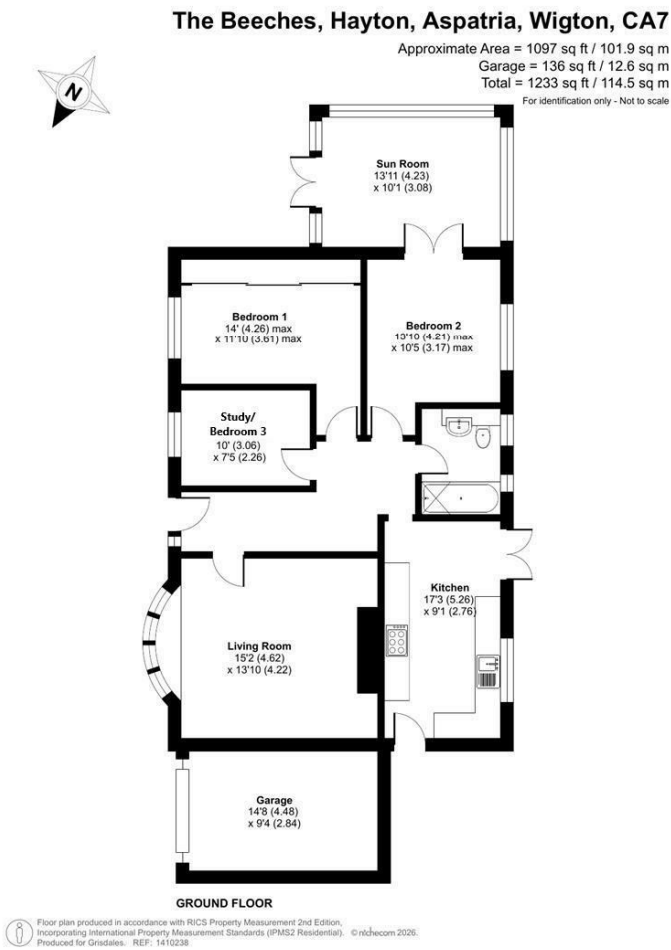 The Beeches, Hayton, Aspatria, Wigton, CA7
Approximate Area = 1097 sq ft / 101.9 sq m
Garage = 136 sq ft / 12.6 sq m
Total = 1233 sq ft / 114.5 sq m
For identification only - Not to scale
N
Sun Room
13'11 (4.23)
x 10'1 (3.08)
Bedroom 1
14' (4.26) max
x 11'10 (3.61) max
Bedroom 2
13'10 (4.21) max
x 10'5 (3.17) max
Study/
Bedroom 3
10' (3.06)
x 7'5 (2.26)
Kitchen
17'3 (5.26)
x 9'1 (2.76)
Living Room
15'2 (4.62)
x 13'10 (4.22)
Garage
14'8 (4.48)
x 9'4 (2.84)
GROUND FLOOR
Floor plan produced in accordance with RICS Property Measurement 2nd Edition,
Incorporating International Property Measurement Standards (IPMS2 Residential). © nichecom 2026.
Produced for Grisdales. REF: 1410238